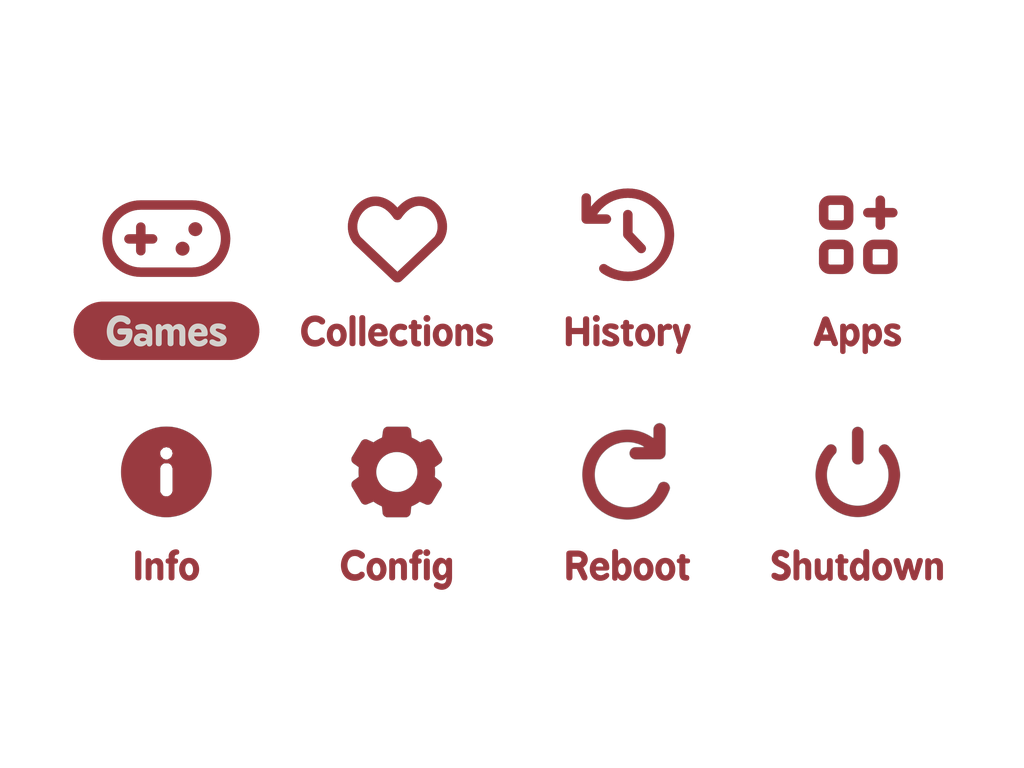 Games
Collections
History
Apps
Info
Config
Reboot
Shutdown